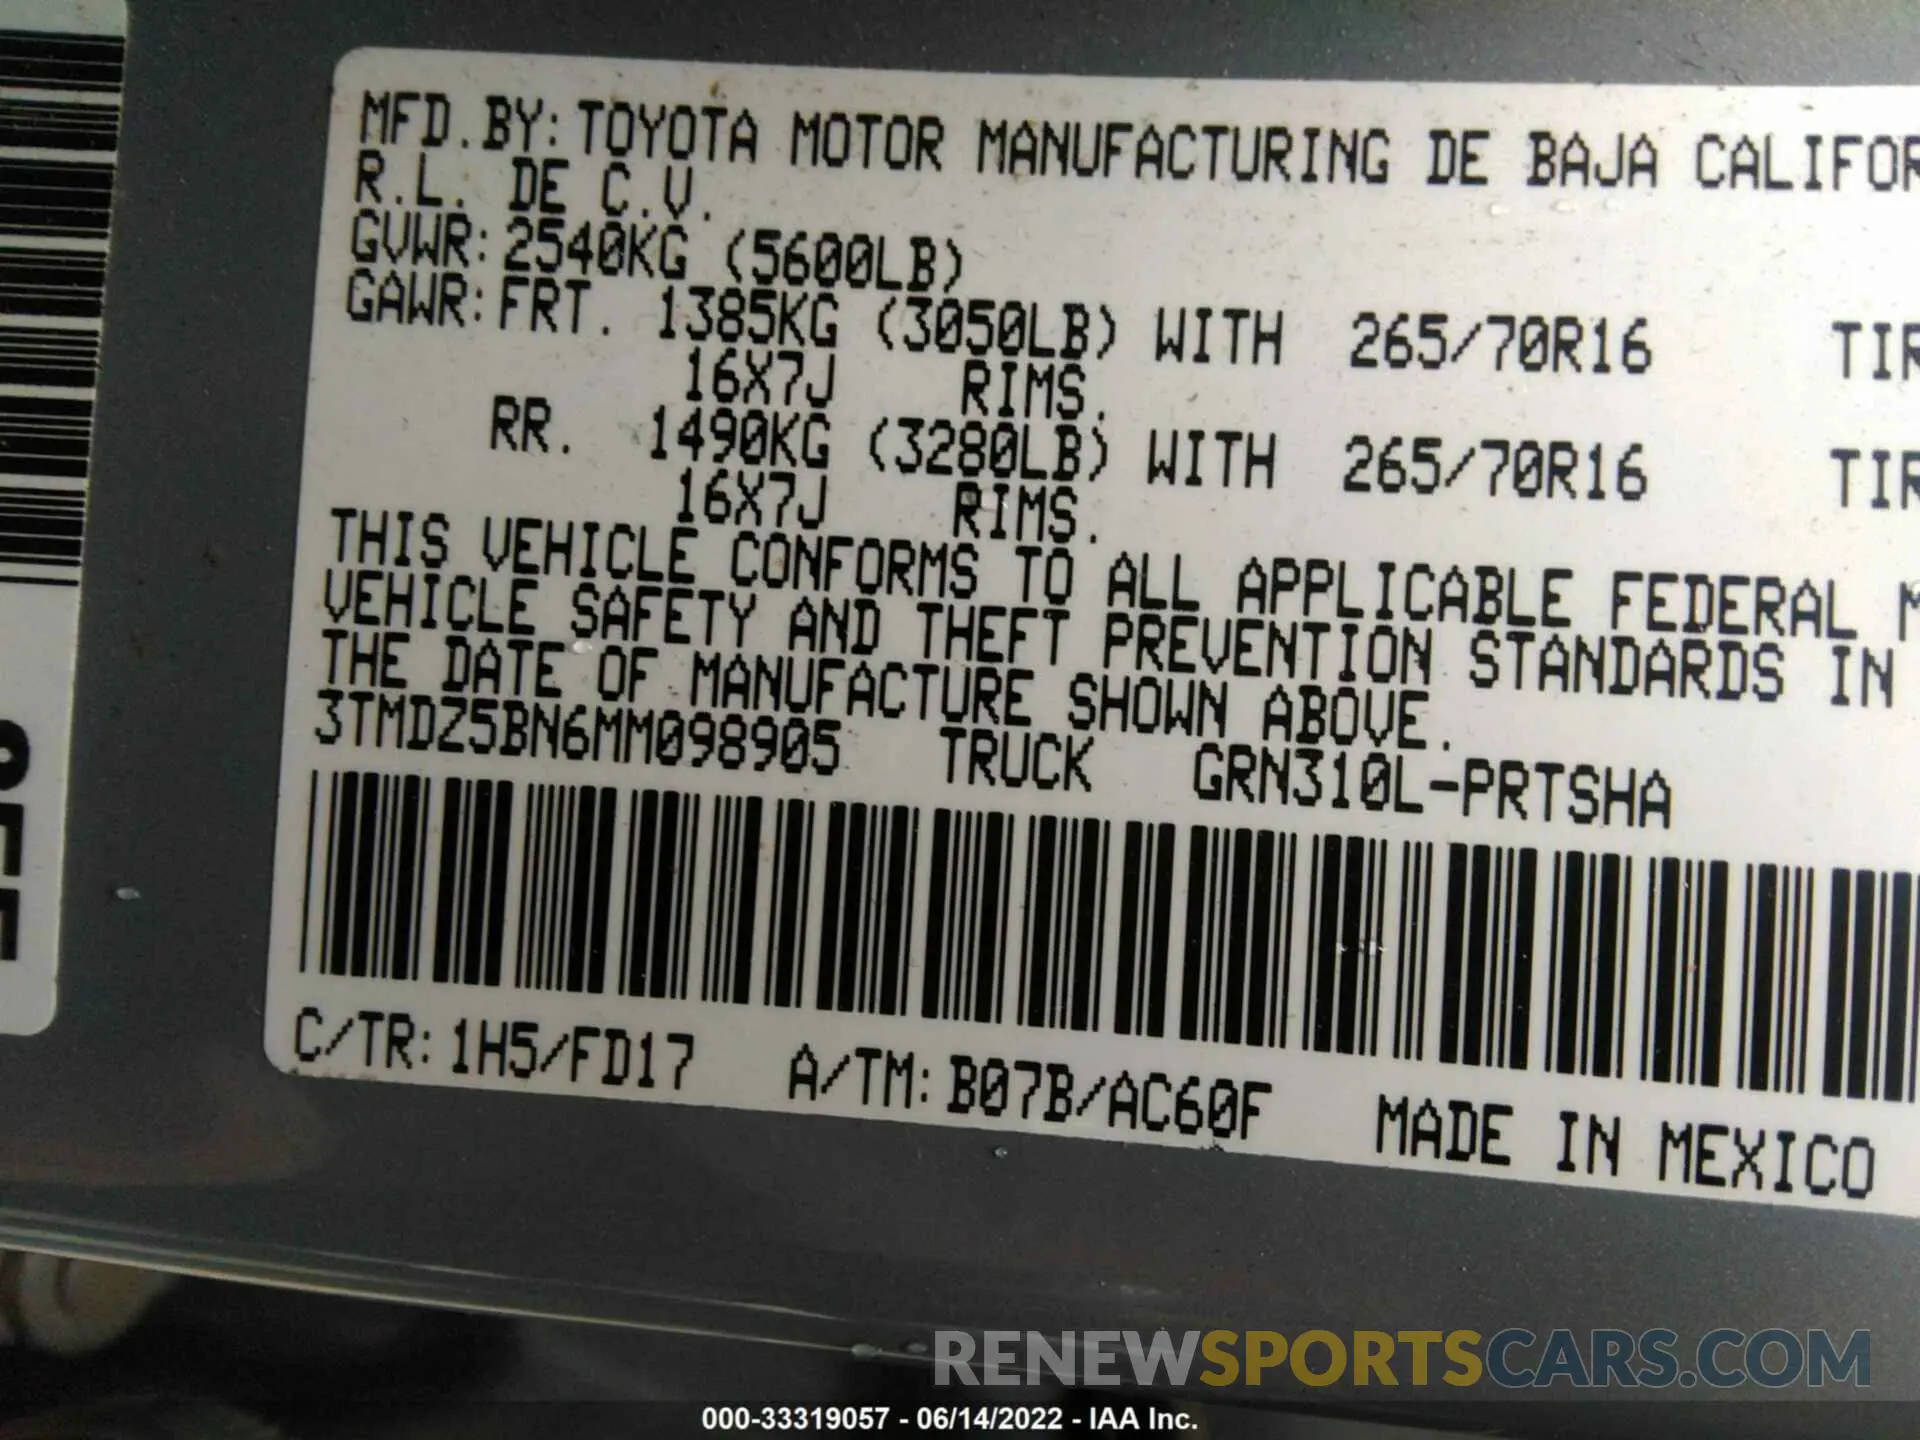 MFD.BY:TOYOTA MOTOR MANUFACTURING DE BAJA CALIFOR
R.L. DE C.V.
GVWR:2540KG (5600LB)
GAWR:FRT. 1385KG (3050LB) WITH 265/70R16 TIR
16X7J RIMS.
RR. 1490KG (3280LB) WITH 265/70R16 TIR
16X7J RIMS.
THIS VEHICLE CONFORMS TO ALL APPLICABLE FEDERAL M
VEHICLE SAFETY AND THEFT PREVENTION STANDARDS IN
THE DATE OF MANUFACTURE SHOWN ABOVE.
3TMDZ5BN6MM098905 TRUCK GRN310L-PRTSHA
C/TR:1H5/FD17 A/TM:B07B/AC60F MADE IN MEXICO
RENEWSPORTSCARS.COM
000-33319057 - 06/14/2022 - IAA Inc.